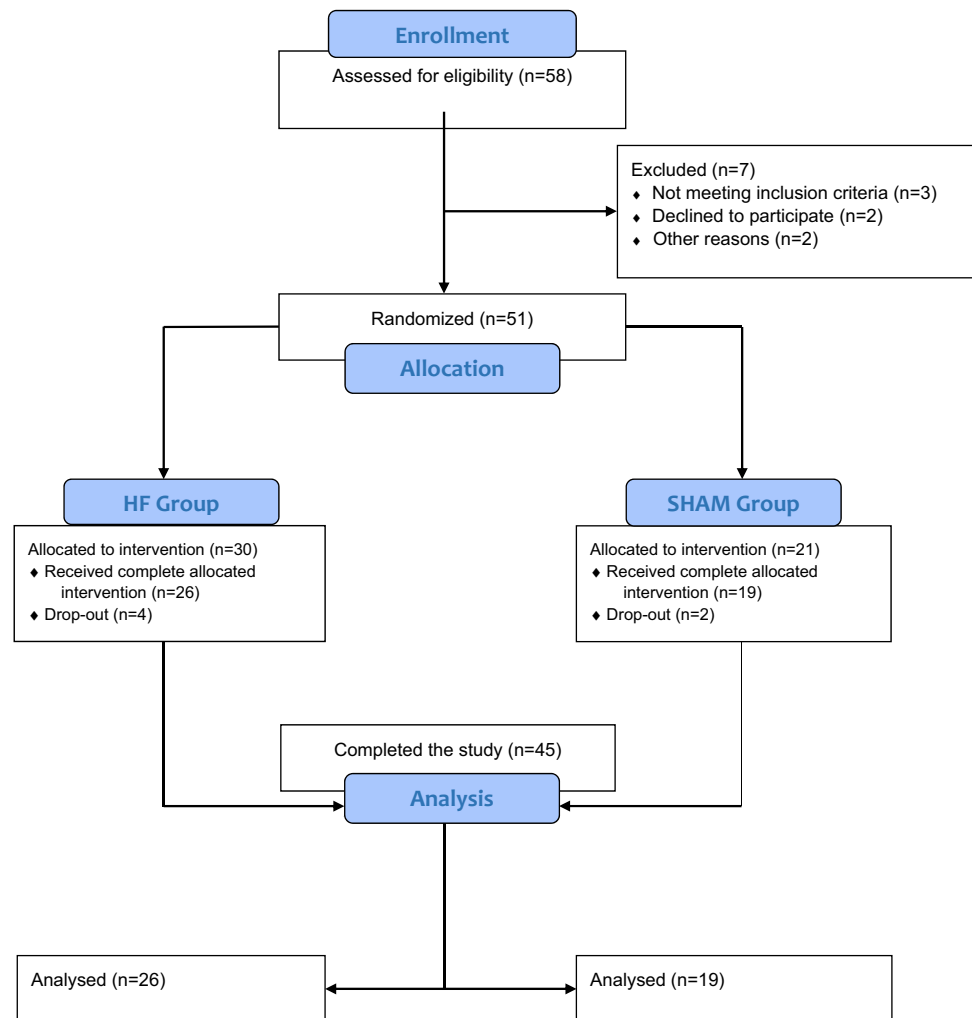 Enrollment
Assessed for eligibility (n=58)
Excluded (n=7)
♦ Not meeting inclusion criteria (n=3)
♦ Declined to participate (n=2)
♦ Other reasons (n=2)
Randomized (n=51)
Allocation
HF Group
Allocated to intervention (n=30)
♦ Received complete allocated
intervention (n=26)
♦ Drop-out (n=4)
SHAM Group
Allocated to intervention (n=21)
♦ Received complete allocated
intervention (n=19)
♦ Drop-out (n=2)
Completed the study (n=45)
Analysis
Analysed (n=26)
Analysed (n=19)